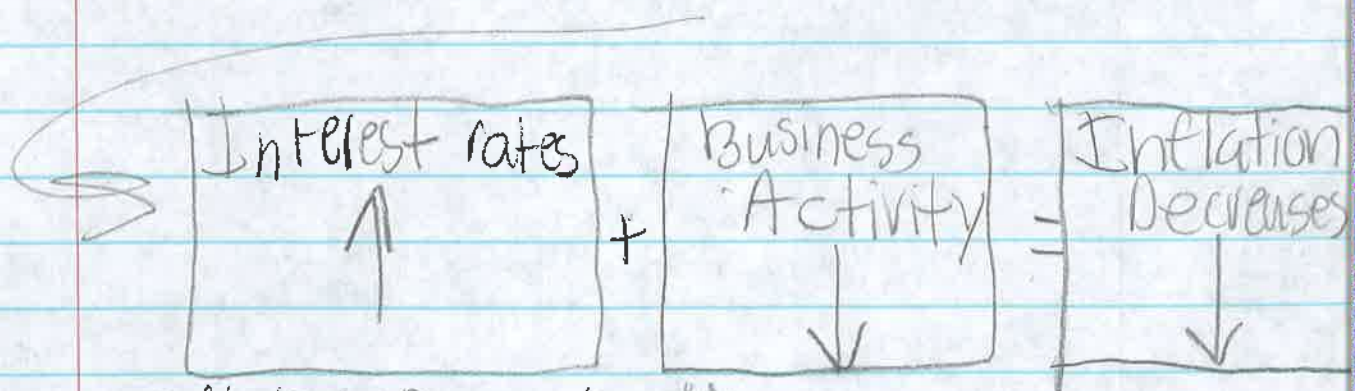 Interest rates
↑
+
Business
Activity
↓
=
Inflation
Decreases
↓